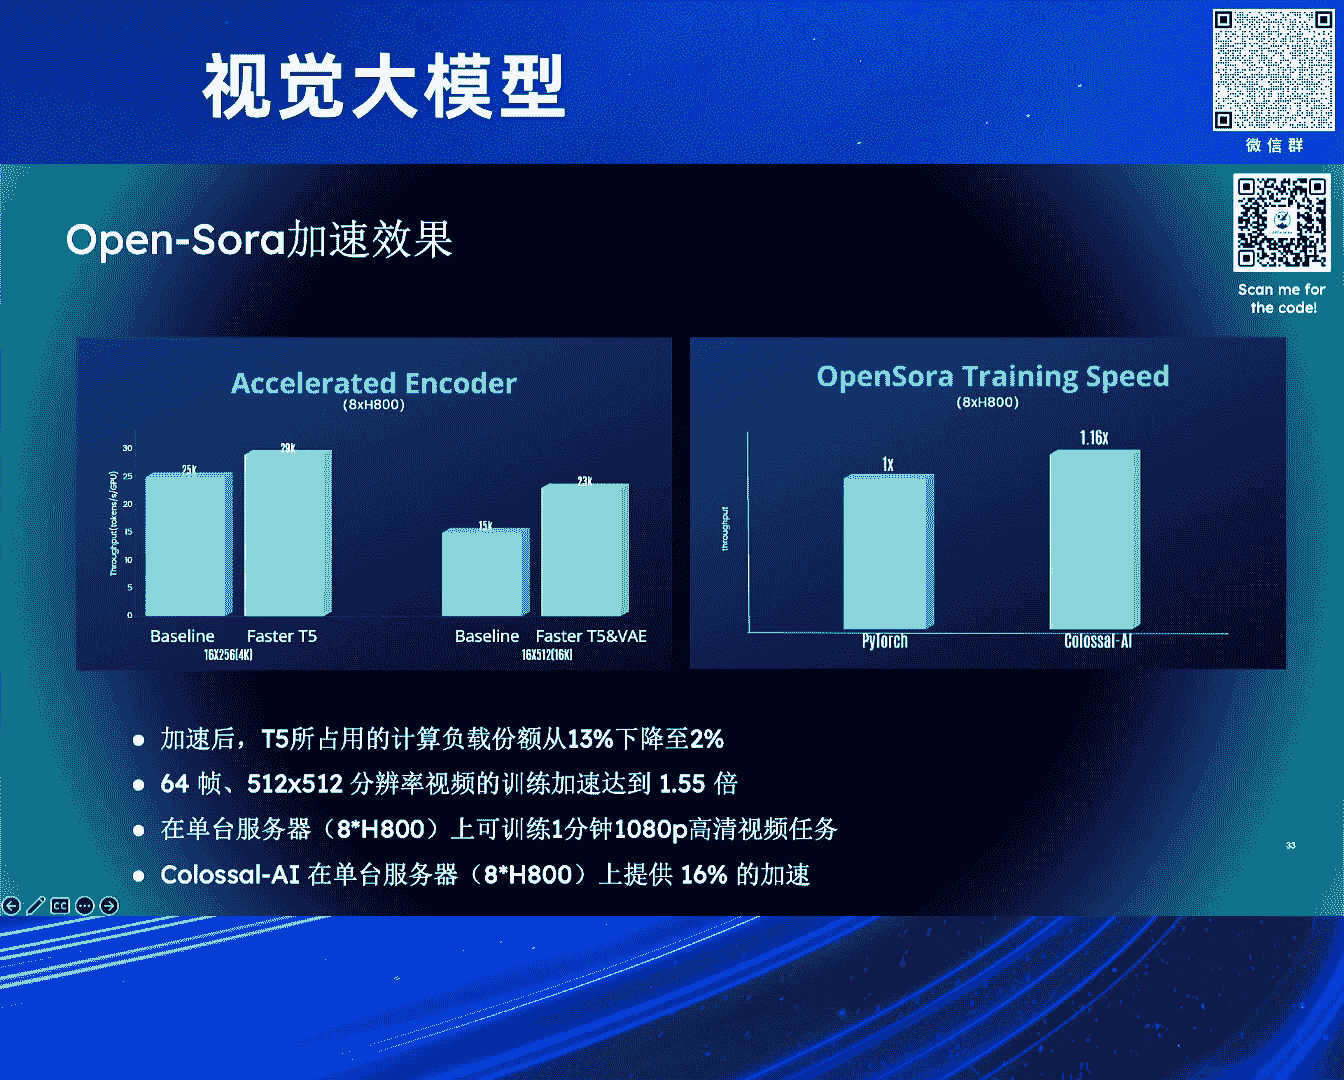 视觉大模型
微信群
Open-Sora加速效果
Scan me for
the code!
Accelerated Encoder
(8xH800)
Throughput(tokens/s/GPU)
30
25
20
15
10
5
0
25K
29K
15K
23K
Baseline
Faster T5
Baseline
Faster T5&VAE
16X256(4K)
16X512(16K)
OpenSora Training Speed
(8xH800)
throughput
1x
1.16x
PyTorch
Colossal-AI
● 加速后，T5所占用的计算负载份额从13%下降至2%
● 64 帧、512x512 分辨率视频的训练加速达到 1.55 倍
● 在单台服务器（8*H800）上可训练1分钟1080p高清视频任务
● Colossal-AI 在单台服务器（8*H800）上提供 16% 的加速
33
CC